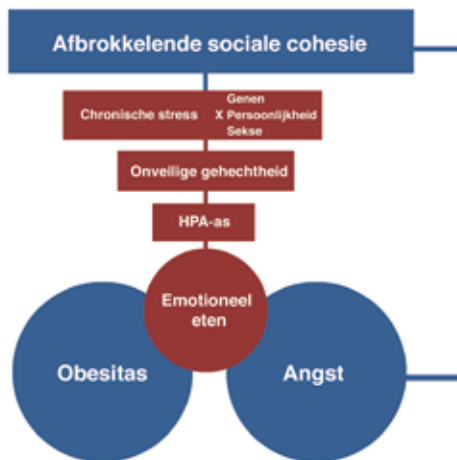 Afbrokkelende sociale cohesie
Genen
Chronische stress X Persoonlijkheid
Sekse
Onveilige gehechtheid
HPA-as
Emotioneel
eten
Obesitas
Angst